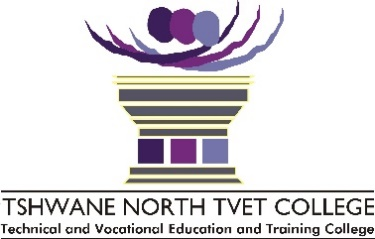 TSHWANE NORTH TVET COLLEGE
Technical and Vocational Education and Training College